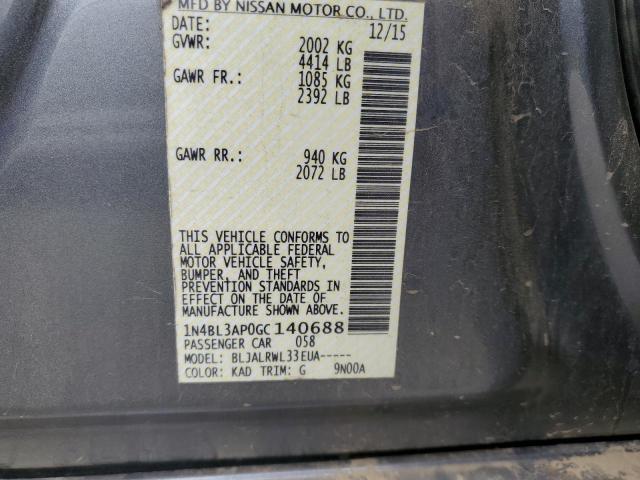 MFD BY NISSAN MOTOR CO., LTD.
DATE: 12/15
GVWR: 2002 KG
4414 LB
GAWR FR.: 1085 KG
2392 LB
GAWR RR.: 940 KG
2072 LB
THIS VEHICLE CONFORMS TO
ALL APPLICABLE FEDERAL
MOTOR VEHICLE SAFETY,
BUMPER, AND THEFT
PREVENTION STANDARDS IN
EFFECT ON THE DATE OF
MANUFACTURE SHOWN ABOVE.
1N4BL3AP0GC140688
PASSENGER CAR 058
MODEL: BLJALRWL33EUA-----
COLOR: KAD TRIM: G 9N00A